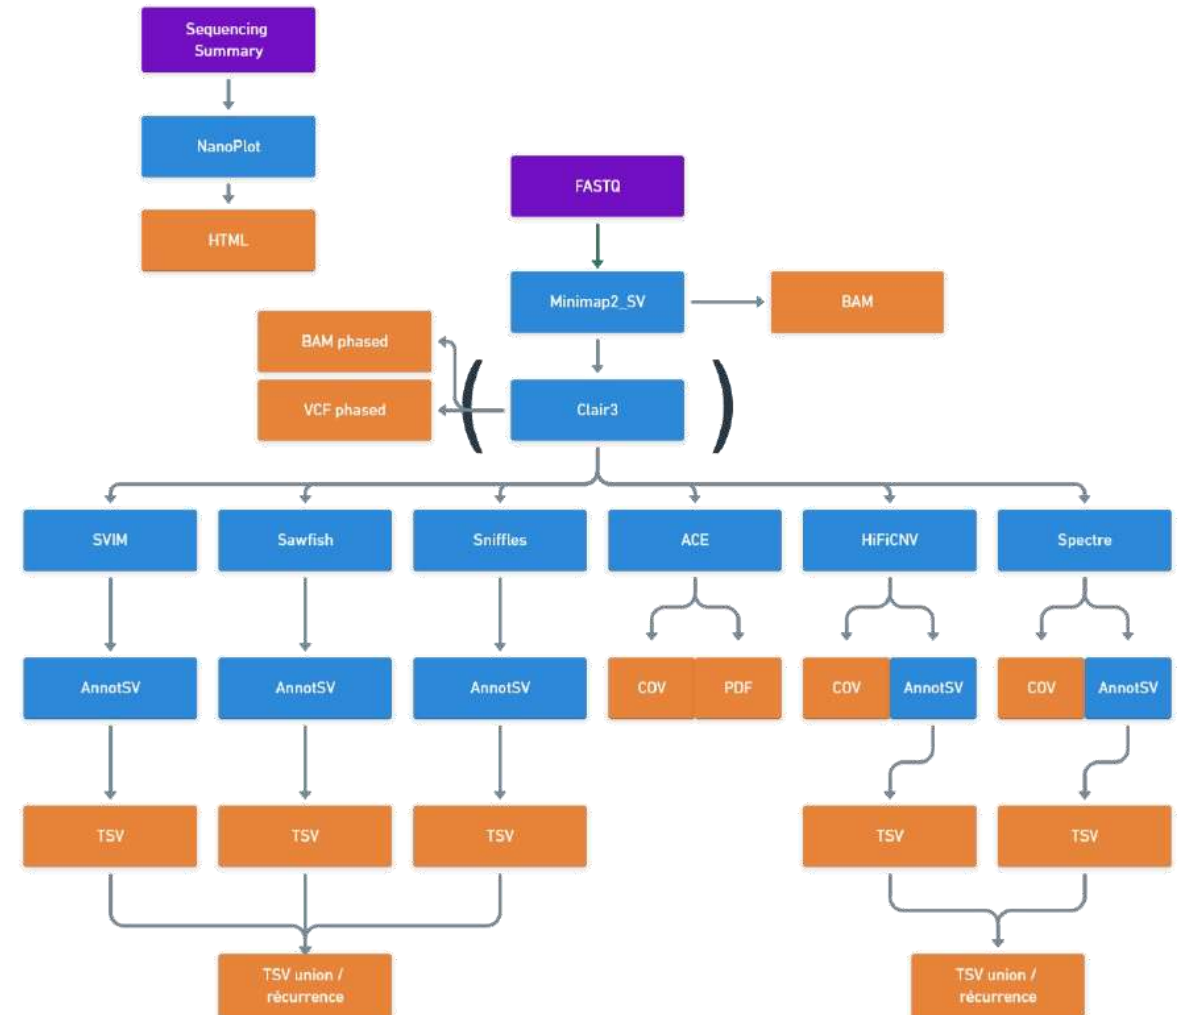 Sequencing
Summary
NanoPlot
HTML
FASTQ
Minimap2_SV
BAM
BAM phased
VCF phased
(
Clair3
)
SVIM
Sawfish
Sniffles
ACE
HiFiCNV
Spectre
AnnotSV
AnnotSV
AnnotSV
COV
PDF
COV
AnnotSV
COV
AnnotSV
TSV
TSV
TSV
TSV
TSV
TSV union /
récurrence
TSV union /
récurrence